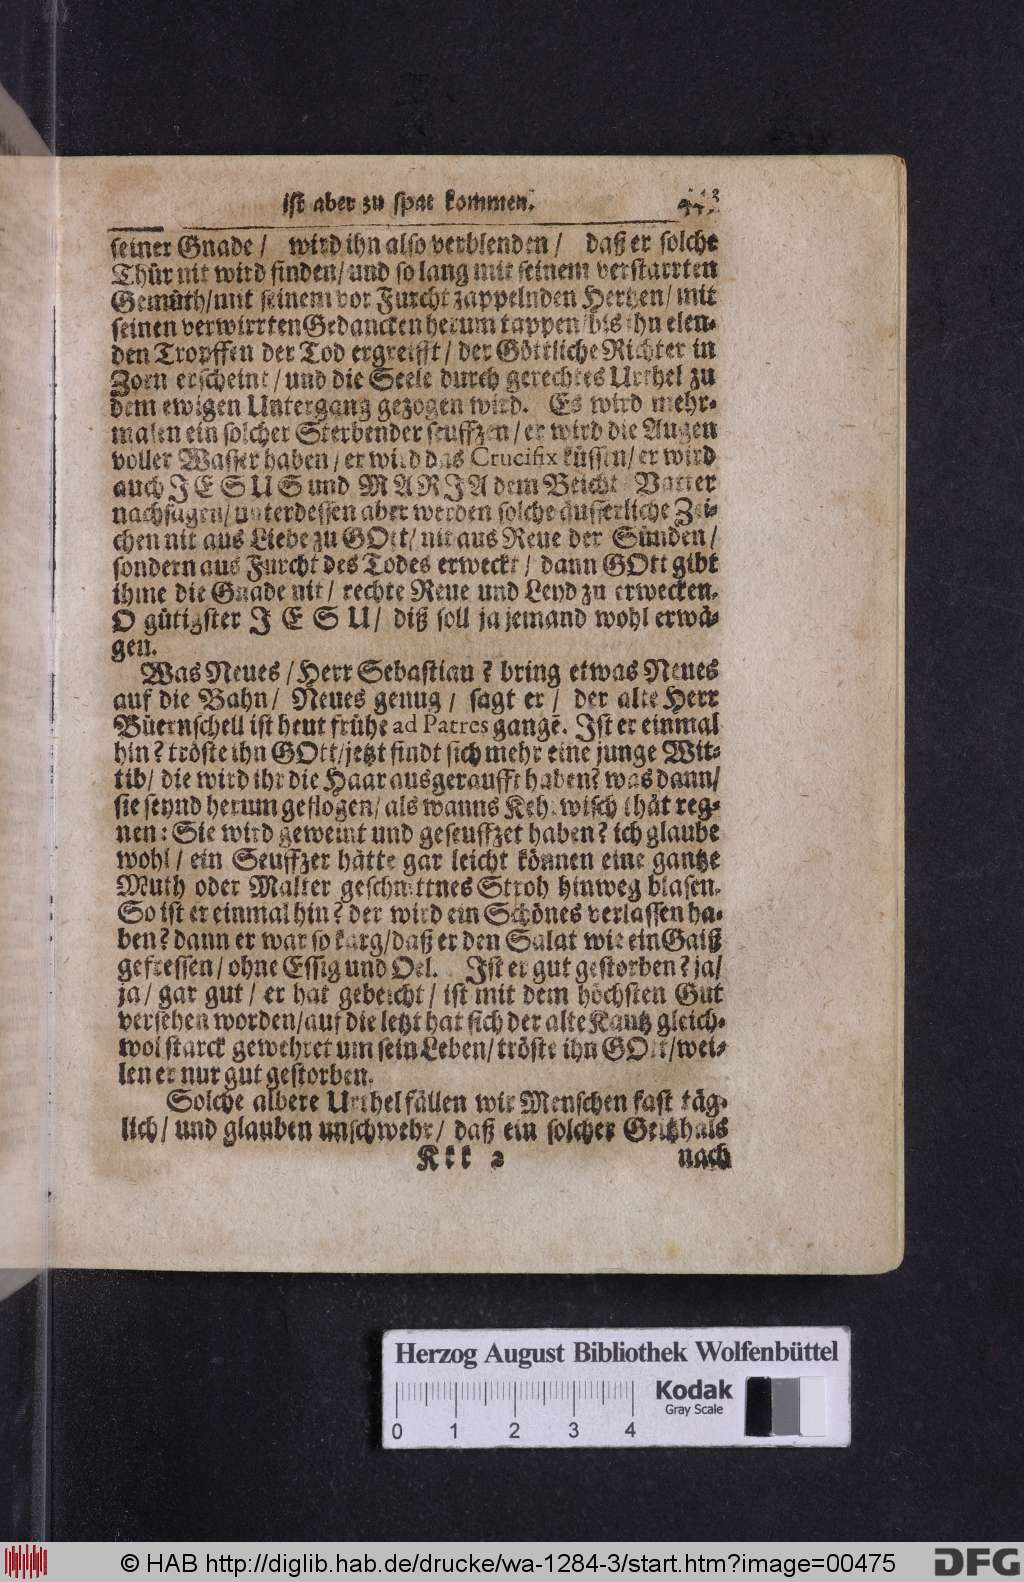 ist aber zu spat kommen.
seiner Gnade / wird ihn also verblenden / daß er solche
Thür nit wird finden / und so lang mit seinem verstarrten
Gemüth / mit seinem vor Furcht zappelnden Hertzen / mit
seinen verwirrten Gedancken herum tappen / bis ihn elen-
den Tropffen der Tod ergreifft / der Göttliche Richter in
Zorn erscheint / und die Seele durch gerechtes Urthel zu
dem ewigen Untergang gezogen wird. Es wird mehr-
malen ein solcher Sterbender seuffzen / er wird die Augen
voller Wasser haben / er wird das Crucifix küssen / er wird
auch JESUS und MARJA dem Beicht-Vatter
nachsagen / unterdessen aber werden solche äusserliche Zei-
chen nit aus Liebe zu GOtt / nit aus Reue der Sünden /
sondern aus Furcht des Todes erweckt / dann GOtt gibt
ihme die Gnade nit / rechte Reue und Leyd zu erwecken.
O gütigster JESU / diß soll ja jemand wohl erwä-
gen.
Was Neues / Herr Sebastian? bring etwas Neues
auf die Bahn / Neues genug / sagt er / der alte Herr
Büernschell ist heut frühe ad Patres gangē. Ist er einmal
hin? tröste ihn GOtt / jetzt findt sich mehr eine junge Wit-
tib / die wird ihr die Haar ausgeraufft haben? was dann /
sie seynd herum geflogen / als wanns Kehrwisch thät reg-
nen: Sie wird geweint und geseuffzet haben? ich glaube
wohl / ein Seuffzer hätte gar leicht können eine gantze
Muth oder Malter geschnittnes Stroh hinweg blasen.
So ist er einmal hin? der wird ein Schönes verlassen ha-
ben? dann er war so karg / daß er den Salat wie ein Gaiß
gefressen / ohne Essig und Oel. Ist er gut gestorben? ja /
ja / gar gut / er hat gebeicht / ist mit dem höchsten Gut
versehen worden / auf die letzt hat sich der alte Kautz gleich-
wol starck gewehret um sein Leben / tröste ihn GOtt / wei-
len er nur gut gestorben.
Solche albere Urthel fällen wir Menschen fast täg-
lich / und glauben unschwehr / daß ein solcher Geitzhals
Kkk 2 nach
Herzog August Bibliothek Wolfenbüttel
Kodak
Gray Scale
0 1 2 3 4
© HAB http://diglib.hab.de/drucke/wa-1284-3/start.htm?image=00475
DFG